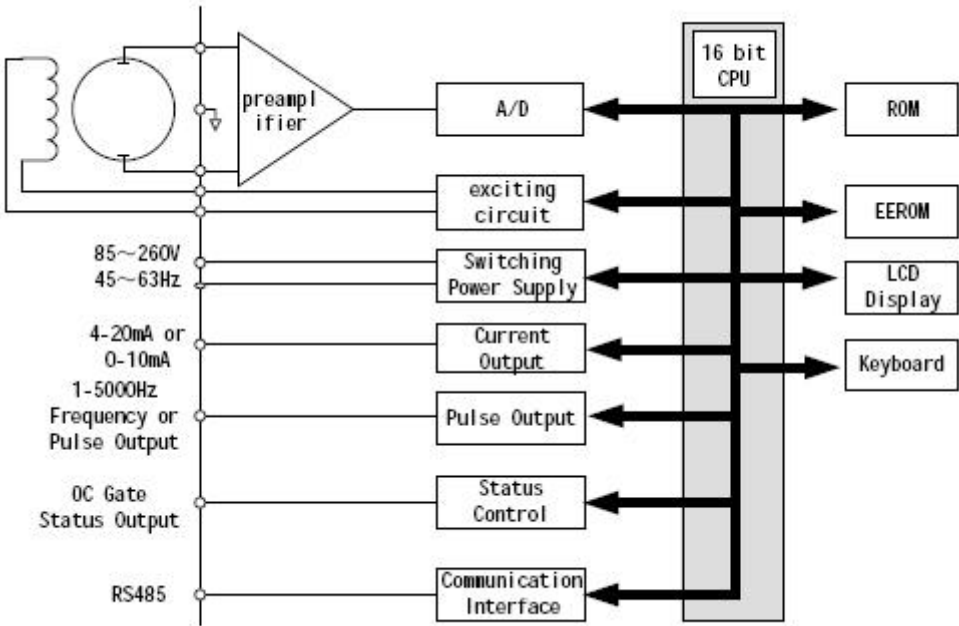 16 bit
CPU
preampl
ifier
A/D
ROM
exciting
circuit
EEROM
85～260V
45～63Hz
Switching
Power Supply
LCD
Display
4-20mA or
0-10mA
Current
Output
Keyboard
1-5000Hz
Frequency or
Pulse Output
Pulse Output
OC Gate
Status Output
Status
Control
RS485
Communication
Interface